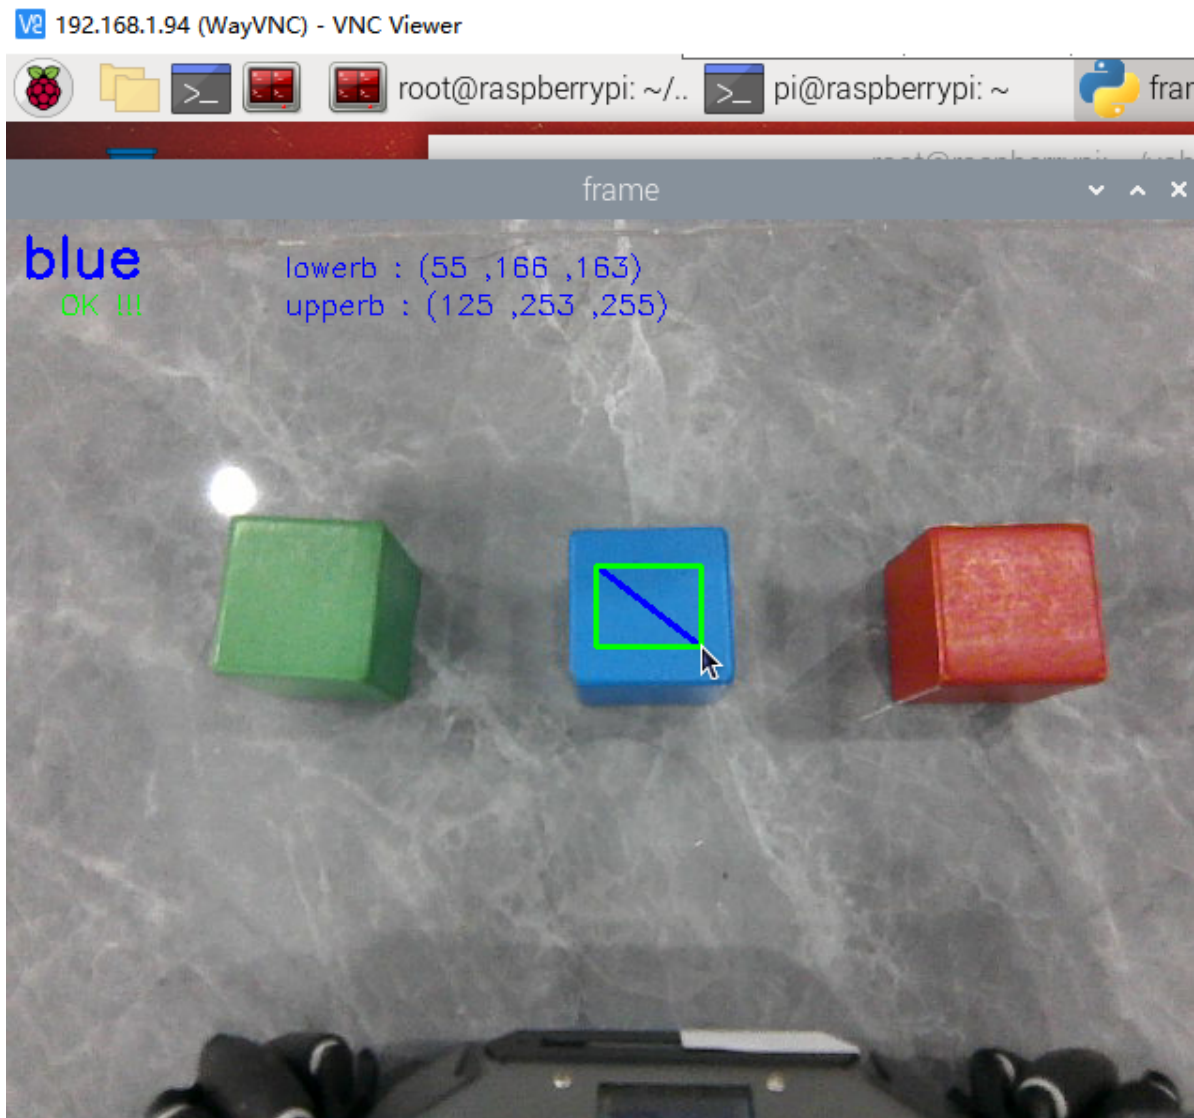 192.168.1.94 (WayVNC) - VNC Viewer
root@raspberrypi: ~/.. pi@raspberrypi: ~ fran
frame
blue
OK !!!
lowerb : (55 ,166 ,163)
upperb : (125 ,253 ,255)